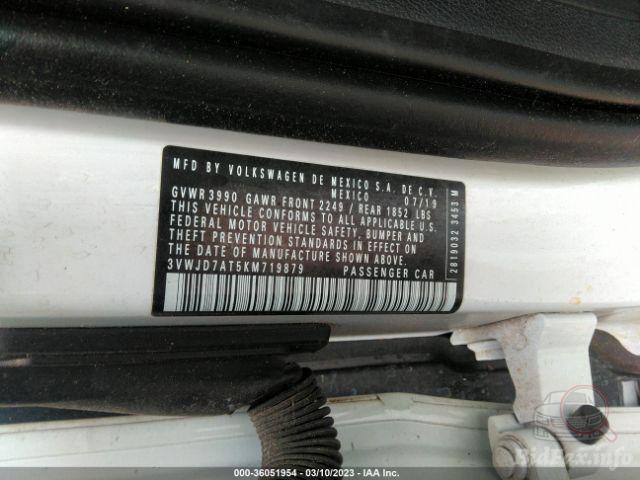 MFD BY VOLKSWAGEN DE MEXICO S.A. DE C.V.
MEXICO 07/19
GVWR 3990 GAWR FRONT 2249 / REAR 1852 LBS
THIS VEHICLE CONFORMS TO ALL APPLICABLE U.S.
FEDERAL MOTOR VEHICLE SAFETY, BUMPER AND
THEFT PREVENTION STANDARDS IN EFFECT ON
THE DATE OF MANUFACTURE SHOWN ABOVE.
3VWJD7AT5KM719879 PASSENGER CAR
2819032 3453 M
BidFax.info
000-36051954 - 03/10/2023 - IAA Inc.